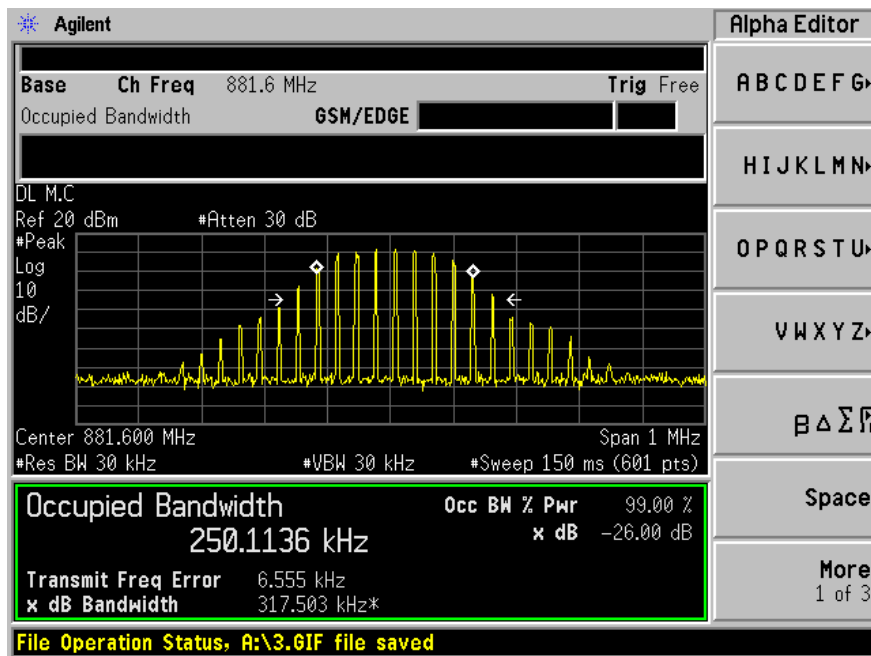 Agilent
Alpha Editor
Base Ch Freq 881.6 MHz Trig Free
Occupied Bandwidth GSM/EDGE
DL M.C
Ref 20 dBm #Atten 30 dB
#Peak
Log
10
dB/
Center 881.600 MHz Span 1 MHz
#Res BW 30 kHz #VBW 30 kHz #Sweep 150 ms (601 pts)
Occupied Bandwidth
250.1136 kHz
Occ BW % Pwr 99.00 %
x dB -26.00 dB
Transmit Freq Error 6.555 kHz
x dB Bandwidth 317.503 kHz*
File Operation Status, A:\3.GIF file saved
A B C D E F G
H I J K L M N
O P Q R S T U
V W X Y Z
Space
More
1 of 3